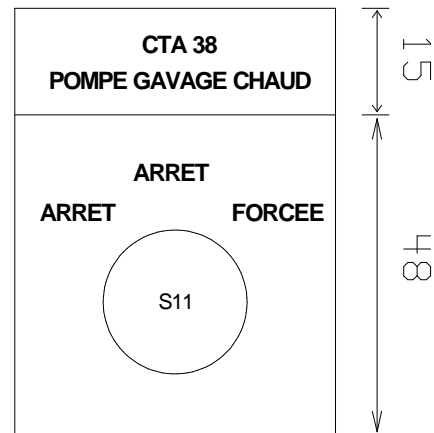 CTA 38
POMPE GAVAGE CHAUD
15
ARRET
ARRET FORCEE
48
S11